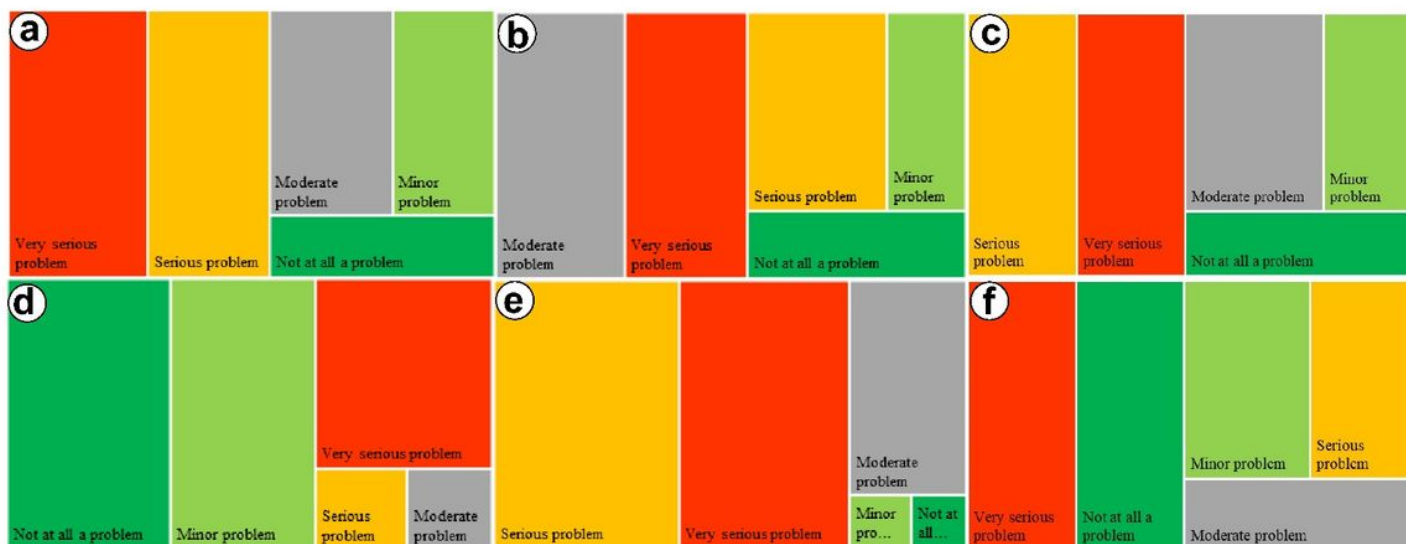 a
Very serious
problem
Serious problem
Moderate
problem
Minor
problem
Not at all a problem
b
Moderate
problem
Very serious
problem
Serious problem
Minor
problem
Not at all a problem
c
Serious
problem
Very serious
problem
Moderate problem
Minor
problem
Not at all a problem
d
Not at all a problem
Minor problem
Very serious problem
Serious
problem
Moderate
problem
e
Serious problem
Very serious problem
Moderate
problem
Minor
pro...
Not at
all...
f
Very serious
problem
Not at all a
problem
Minor problem
Serious
problem
Moderate problem